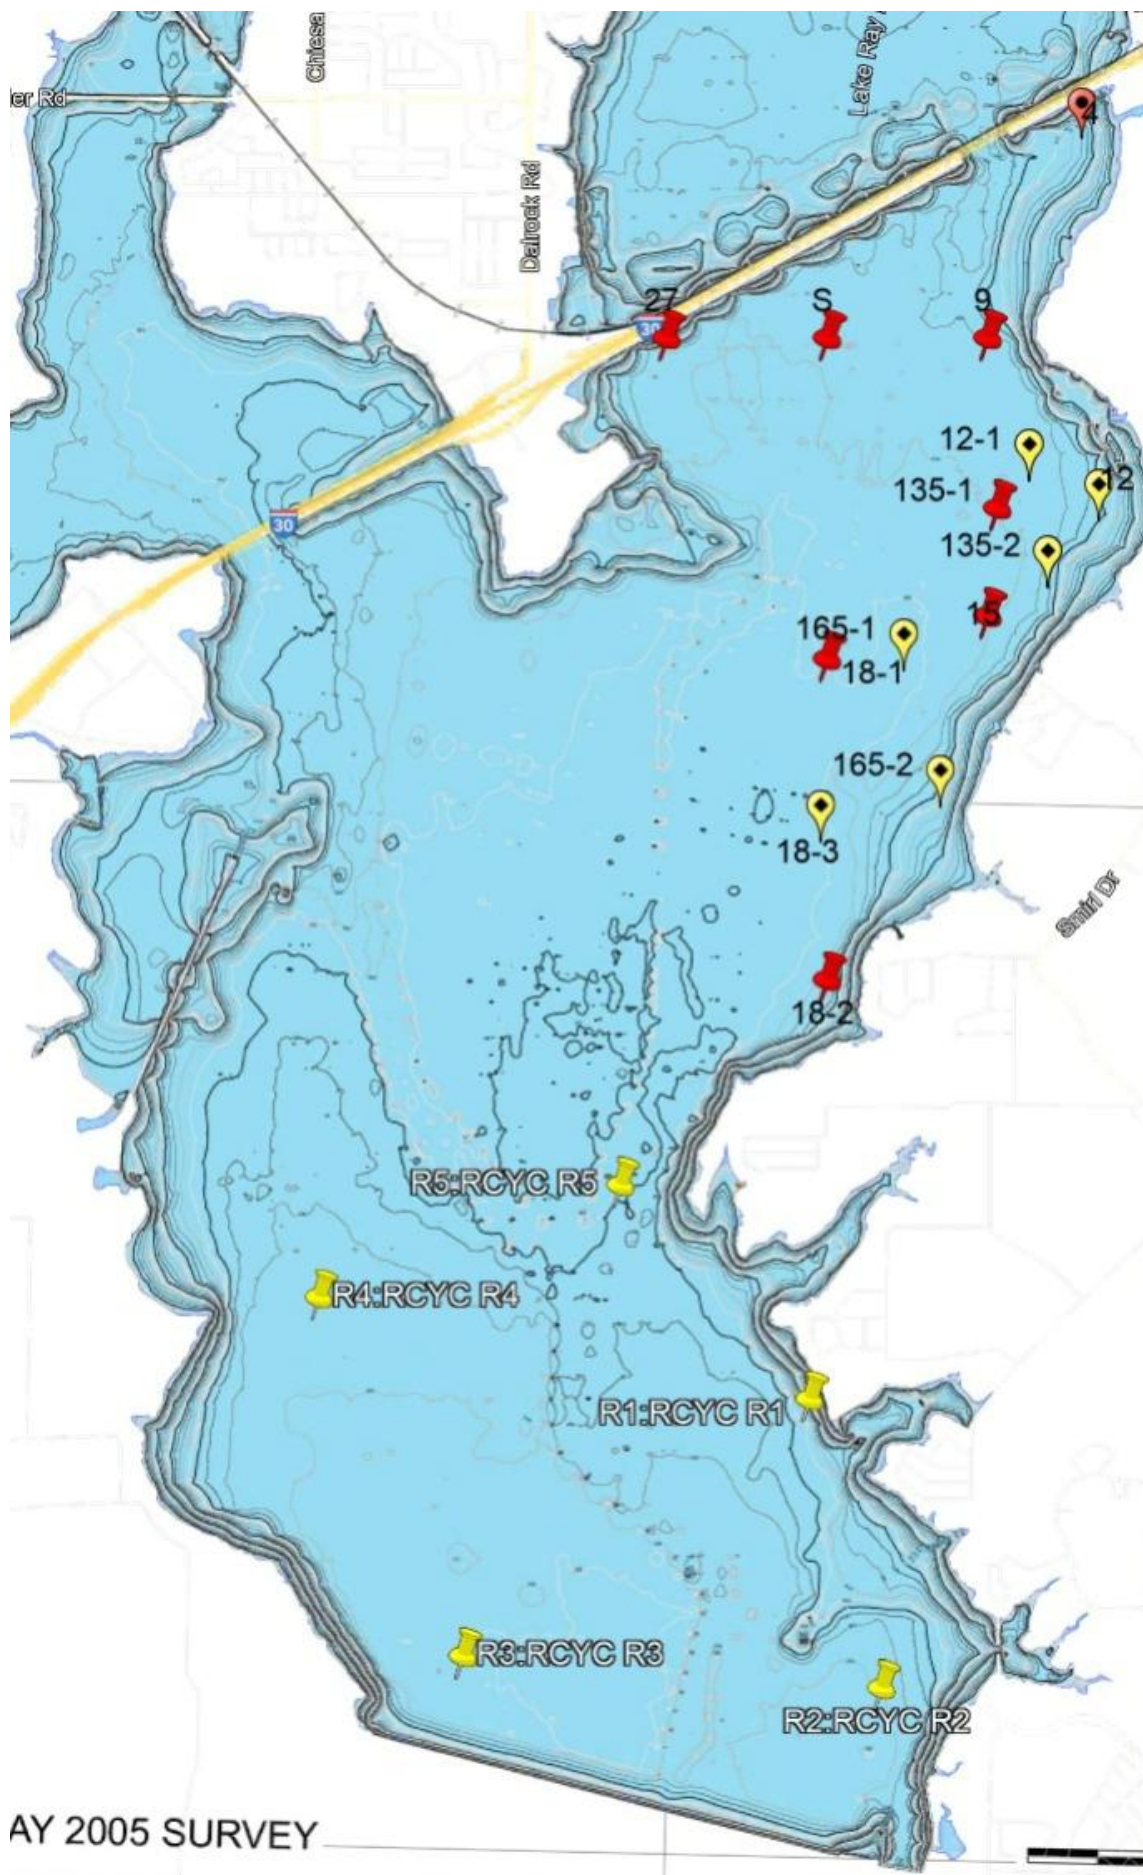 Chiesa
Lake Ray
er Rd
4
Dalrock Rd
27
S
9
30
12-1
12
135-1
30
135-2
15
165-1
18-1
165-2
18-3
Smirl Dr
18-2
R5:RCYC R5
R4:RCYC R4
R1:RCYC R1
R3:RCYC R3
R2:RCYC R2
AY 2005 SURVEY